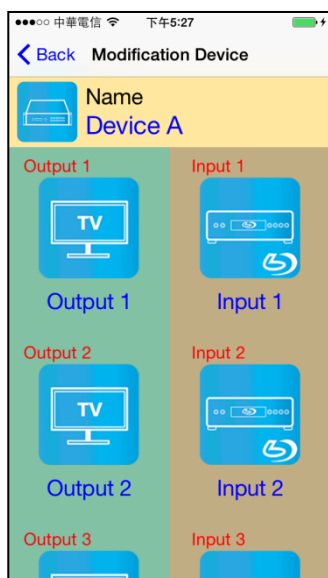 中華電信 下午5:27
Back Modification Device
Name
Device A
Output 1 Input 1
TV
Output 1 Input 1
Output 2 Input 2
TV
Output 2 Input 2
Output 3 Input 3